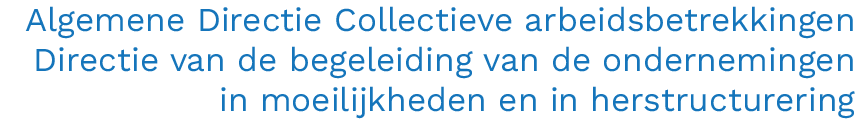 Algemene Directie Collectieve arbeidsbetrekkingen
Directie van de begeleiding van de ondernemingen
in moeilijkheden en in herstructurering